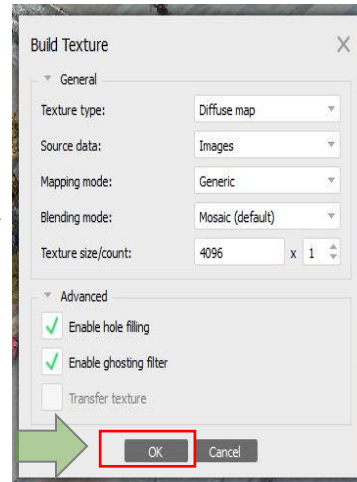 Build Texture
General
Texture type: Diffuse map
Source data: Images
Mapping mode: Generic
Blending mode: Mosaic (default)
Texture size/count: 4096 x 1
Advanced
Enable hole filling
Enable ghosting filter
Transfer texture
OK Cancel